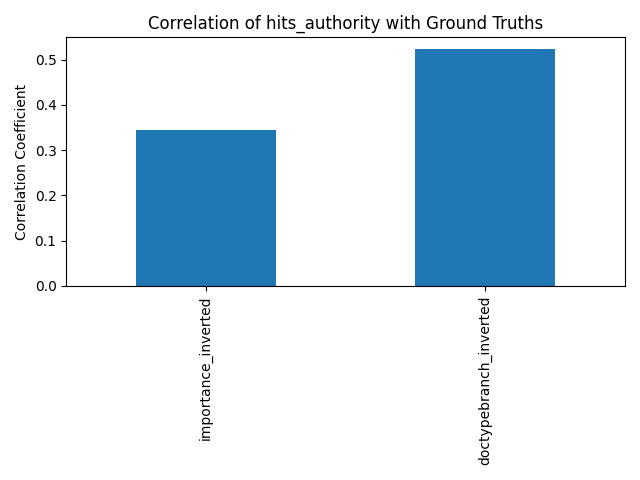 Correlation of hits_authority with Ground Truths
Correlation Coefficient
0.5
0.4
0.3
0.2
0.1
0.0
importance_inverted
doctypebranch_inverted